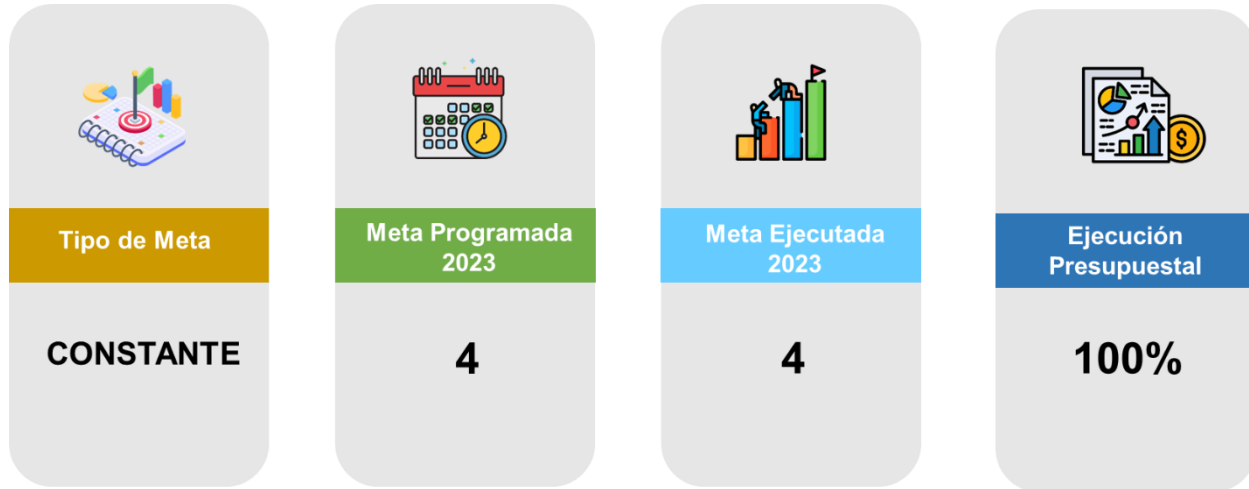 Tipo de Meta
CONSTANTE
Meta Programada
2023
4
Meta Ejecutada
2023
4
Ejecución
Presupuestal
100%